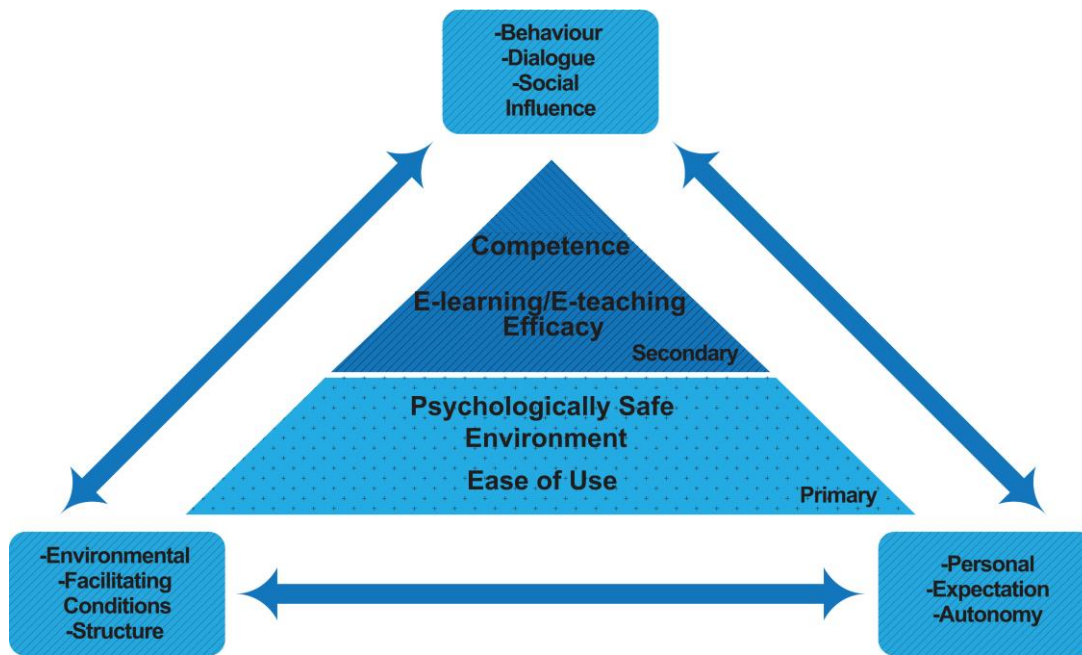 -Behaviour
-Dialogue
-Social
Influence
Competence
E-learning/E-teaching
Efficacy
Secondary
Psychologically Safe
Environment
Ease of Use
Primary
-Environmental
-Facilitating
Conditions
-Structure
-Personal
-Expectation
-Autonomy